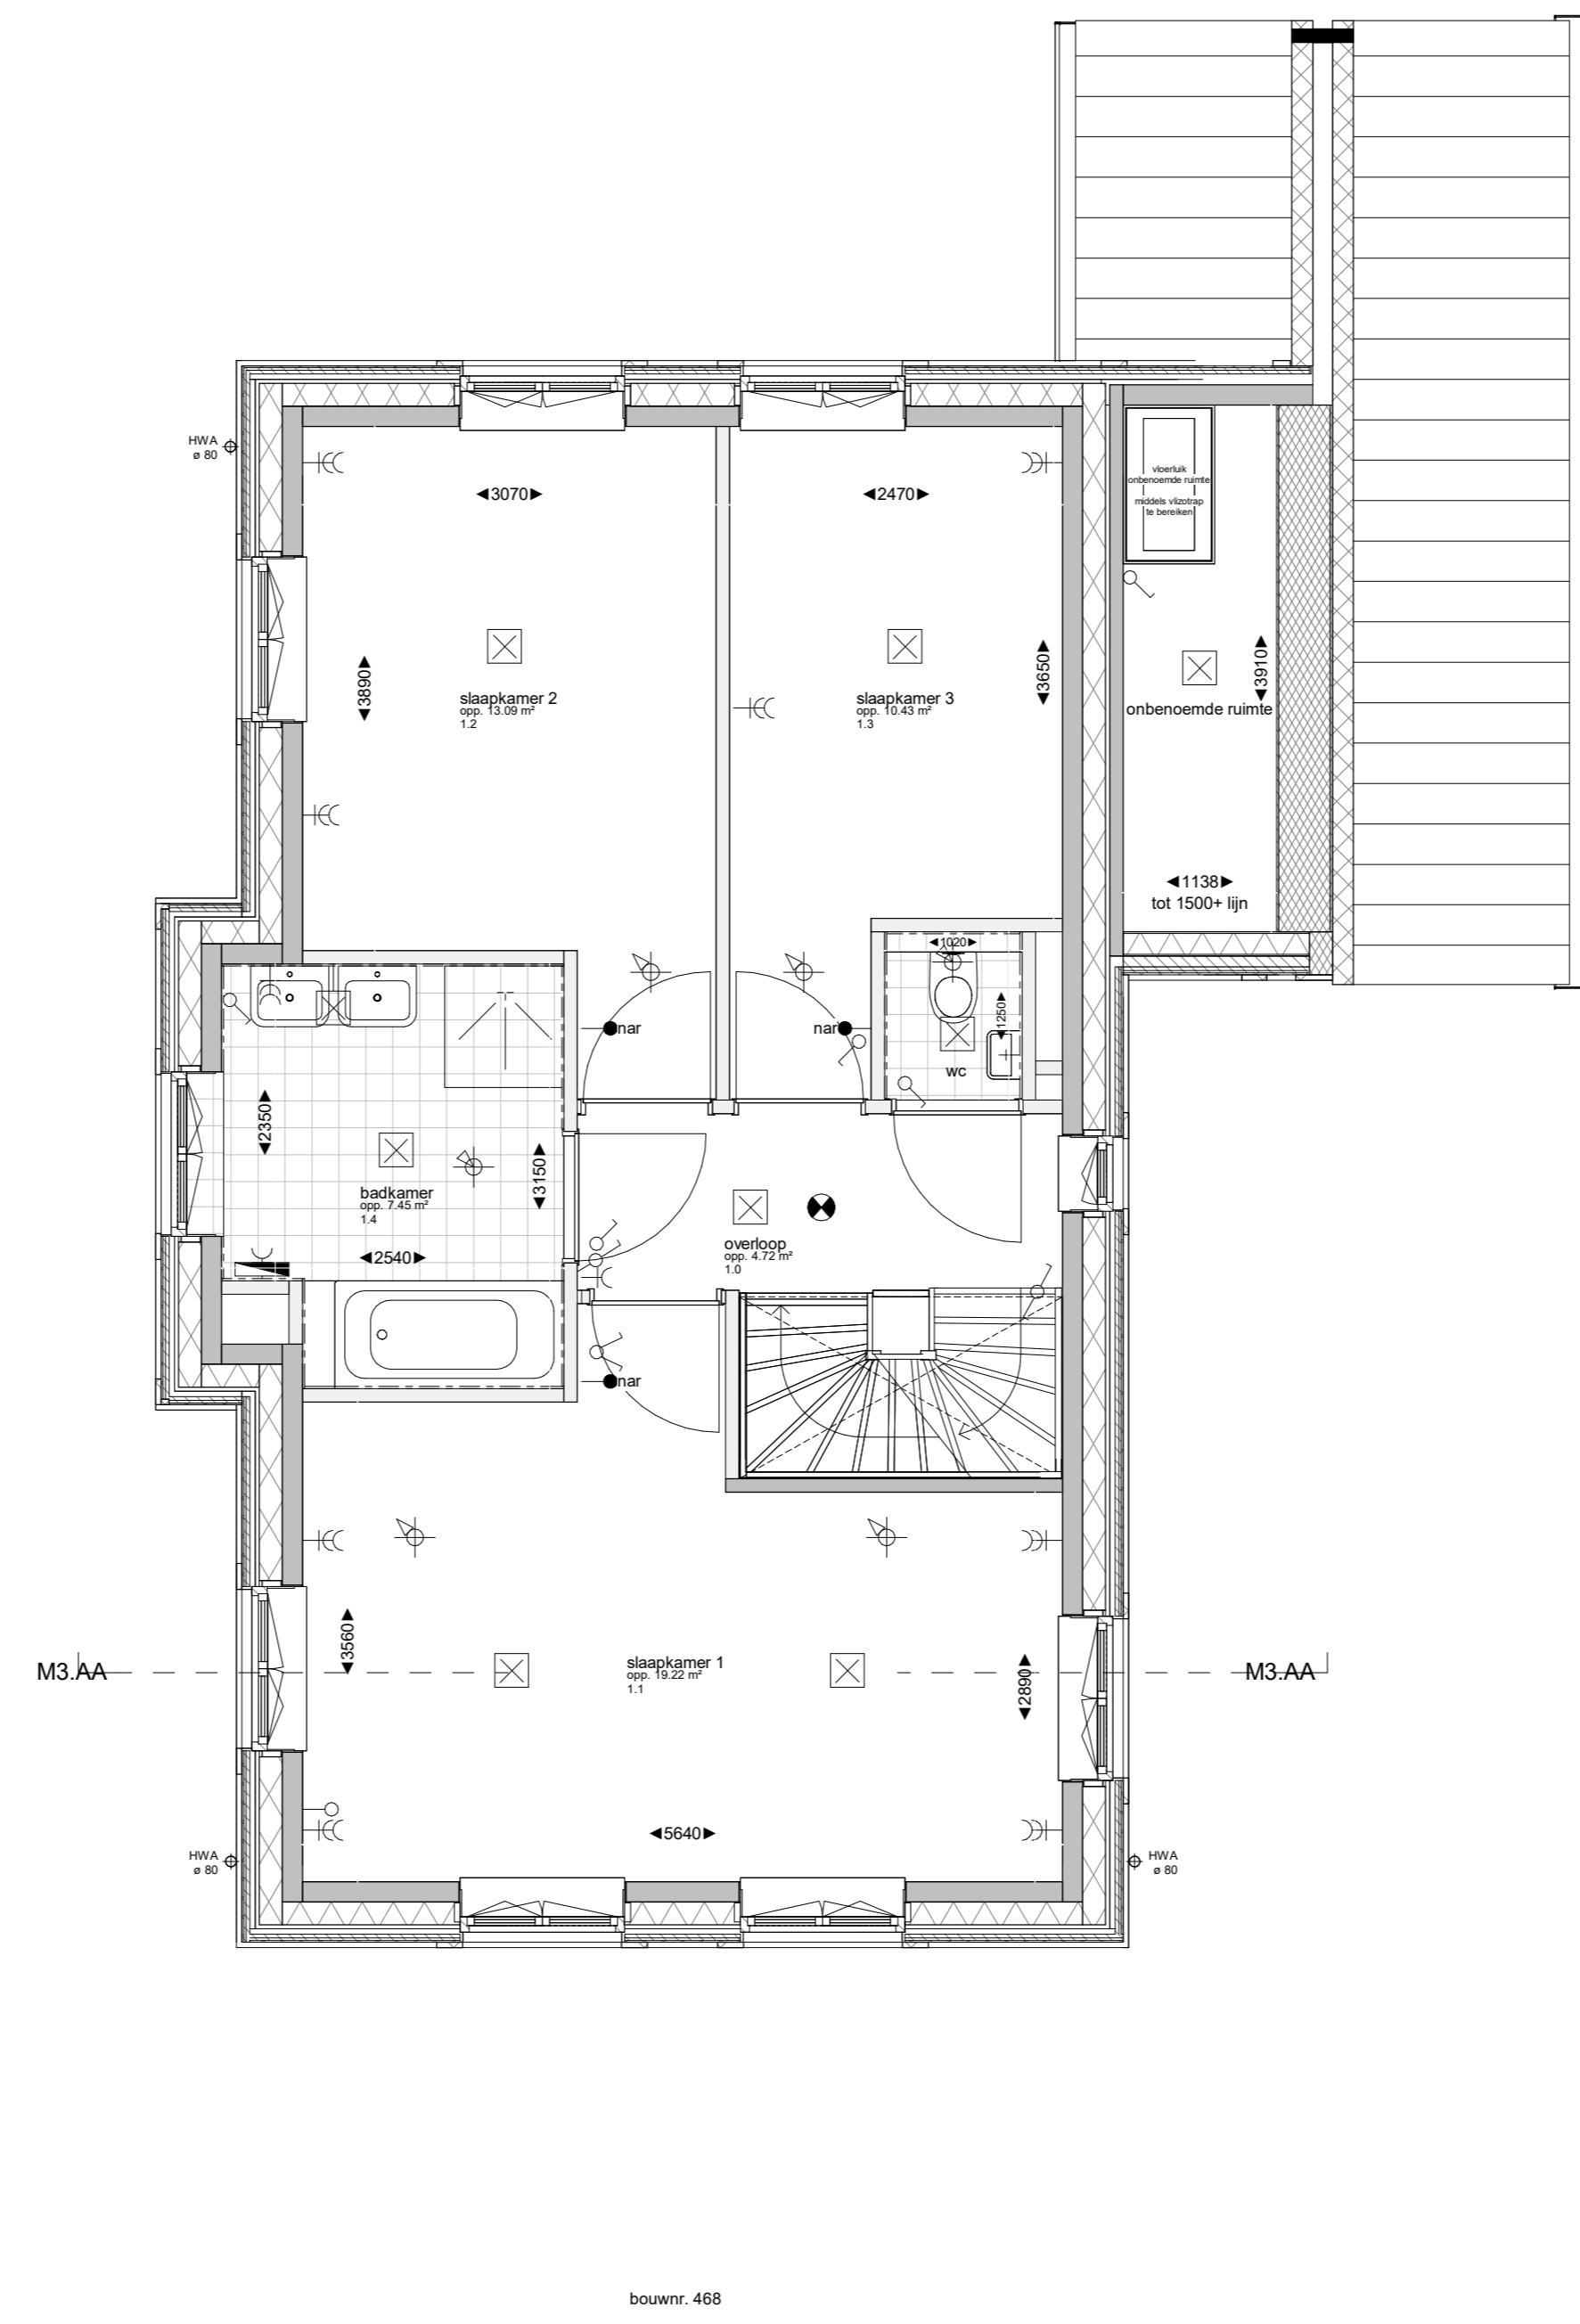 HWA
ø 80
3070
2470
vloerluik
onbenoemde ruimte
middels vlizotrap
te bereiken
3890
slaapkamer 2
opp. 13.09 m²
1.2
slaapkamer 3
opp. 10.43 m²
1.3
3650
3910
onbenoemde ruimte
1138
tot 1500+ lijn
1020
1250
nar
nar
wc
2350
3150
badkamer
opp. 7.45 m²
1.4
2540
overloop
opp. 4.72 m²
1.0
nar
3560
slaapkamer 1
opp. 19.22 m²
1.1
2890
M3.AA
M3.AA
5640
HWA
ø 80
HWA
ø 80
bouwnr. 468